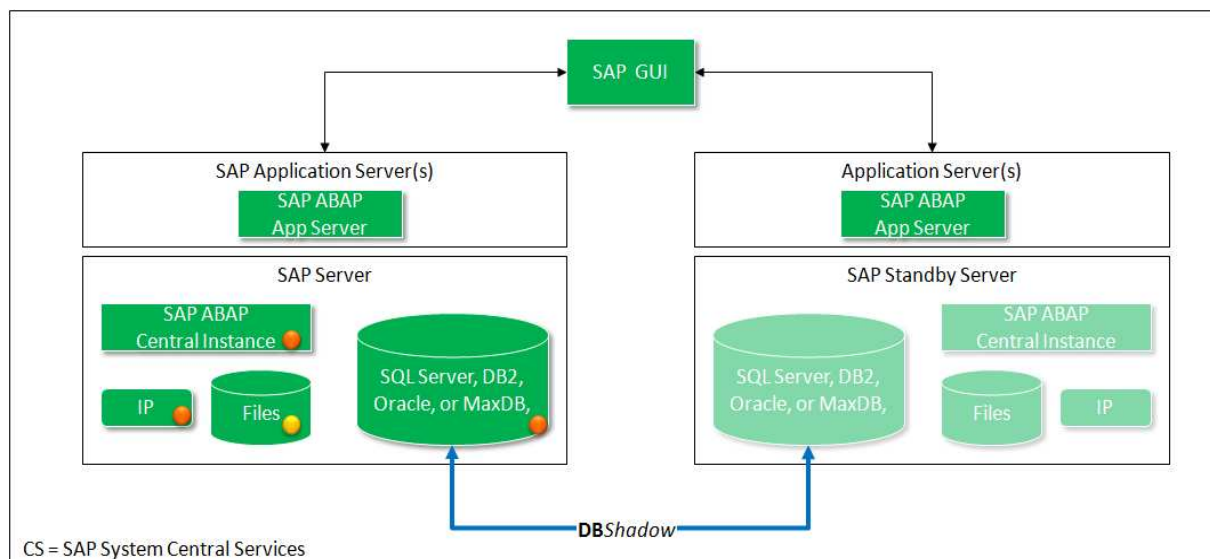 SAP GUI
SAP Application Server(s)
SAP ABAP
App Server
Application Server(s)
SAP ABAP
App Server
SAP Server
SAP ABAP
Central Instance
IP
Files
SQL Server, DB2,
Oracle, or MaxDB,
SAP Standby Server
SQL Server, DB2,
Oracle, or MaxDB,
SAP ABAP
Central Instance
Files
IP
DBShadow
CS = SAP System Central Services